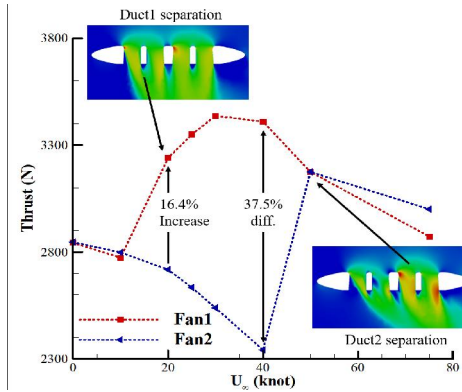 Duct1 separation
3800
3300
2800
2300
Thrust (N)
16.4%
Increase
37.5%
diff.
Fan1
Fan2
Duct2 separation
0
20
40
60
80
U∞ (knot)